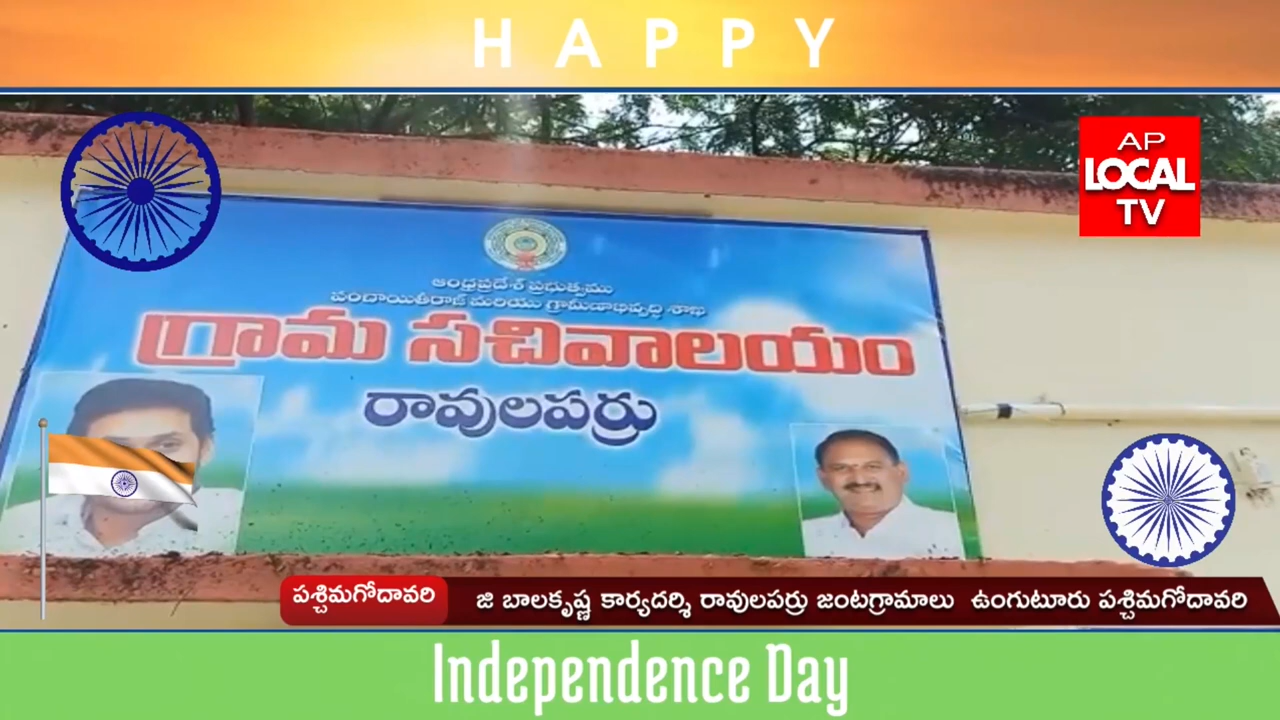 HAPPY
AP
LOCAL
TV
ఆంధ్రప్రదేశ్ ప్రభుత్వము
పంచాయితీరాజ్ మరియు గ్రామీణాభివృద్ధి శాఖ
గ్రామ సచివాలయం
రావులపర్రు
పశ్చిమగోదావరి
జి బాలకృష్ణ కార్యదర్శి రావులపర్రు జంటగ్రామాలు ఉంగుటూరు పశ్చిమగోదావరి
Independence Day